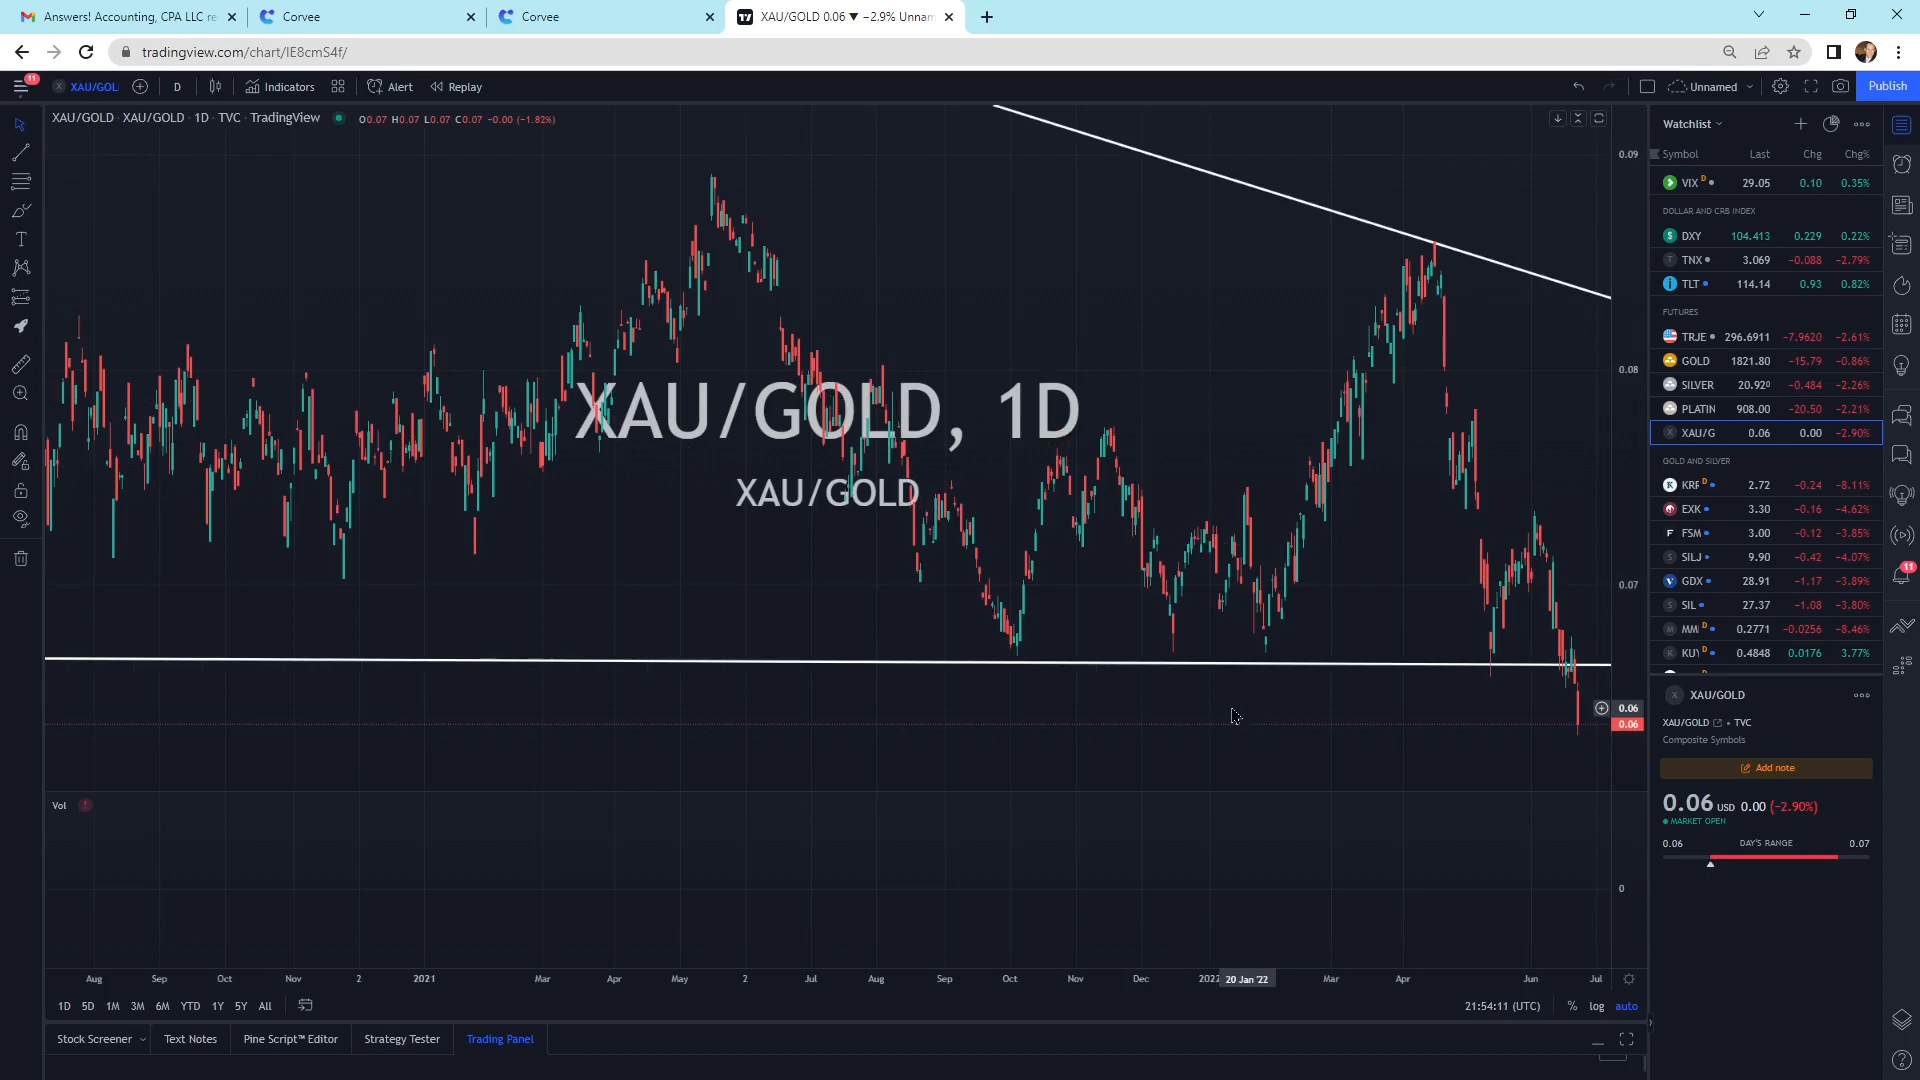 Answers! Accounting, CPA LLC re
Corvee
Corvee
XAU/GOLD 0.06 ▼ −2.9% Unnam
tradingview.com/chart/IE8cmS4f/
11
XAU/GOL
D
Indicators
Alert
Replay
Unnamed
Publish
XAU/GOLD · XAU/GOLD · 1D · TVC · TradingView
O0.07 H0.07 L0.07 C0.07 −0.00 (−1.82%)
XAU/GOLD, 1D
XAU/GOLD
0.09
0.08
0.07
0.06
0.06
Vol
0
Aug Sep Oct Nov 2 2021 Mar Apr May 2 Jul Aug Sep Oct Nov Dec 2022 20 Jan '22 Mar Apr Jun Jul
1D 5D 1M 3M 6M YTD 1Y 5Y All
21:54:11 (UTC) % log auto
Stock Screener Text Notes Pine Script™ Editor Strategy Tester Trading Panel
Watchlist
Symbol Last Chg Chg%
VIX D 29.05 0.10 0.35%
DOLLAR AND CRB INDEX
DXY 104.413 0.229 0.22%
TNX 3.069 −0.088 −2.79%
TLT 114.14 0.93 0.82%
FUTURES
TRJE 296.6911 −7.9620 −2.61%
GOLD 1821.80 −15.79 −0.86%
SILVER 20.920 −0.484 −2.26%
PLATIN 908.00 −20.50 −2.21%
XAU/G 0.06 0.00 −2.90%
GOLD AND SILVER
KRF D 2.72 −0.24 −8.11%
EXK 3.30 −0.16 −4.62%
FSM 3.00 −0.12 −3.85%
SILJ 9.90 −0.42 −4.07%
GDX 28.91 −1.17 −3.89%
SIL 27.37 −1.08 −3.80%
MM D 0.2771 −0.0256 −8.46%
KUY D 0.4848 0.0176 3.77%
11
XAU/GOLD
XAU/GOLD • TVC
Composite Symbols
Add note
0.06 USD 0.00 (−2.90%)
MARKET OPEN
0.06 DAY'S RANGE 0.07